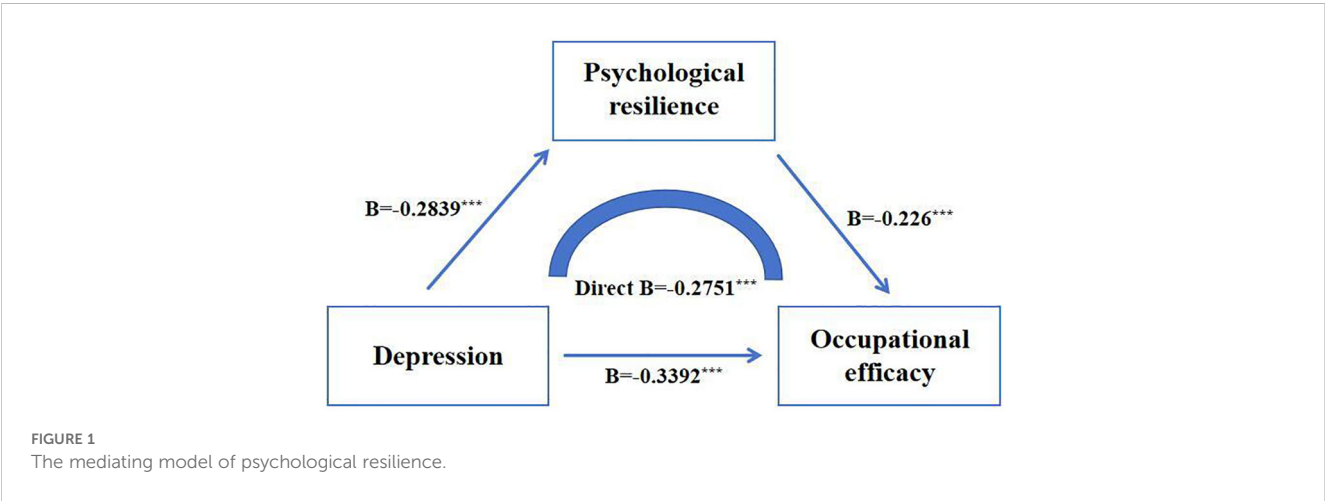 Psychological
resilience
B=-0.2839***
B=-0.226***
Direct B=-0.2751***
Depression
Occupational
efficacy
B=-0.3392***
FIGURE 1
The mediating model of psychological resilience.